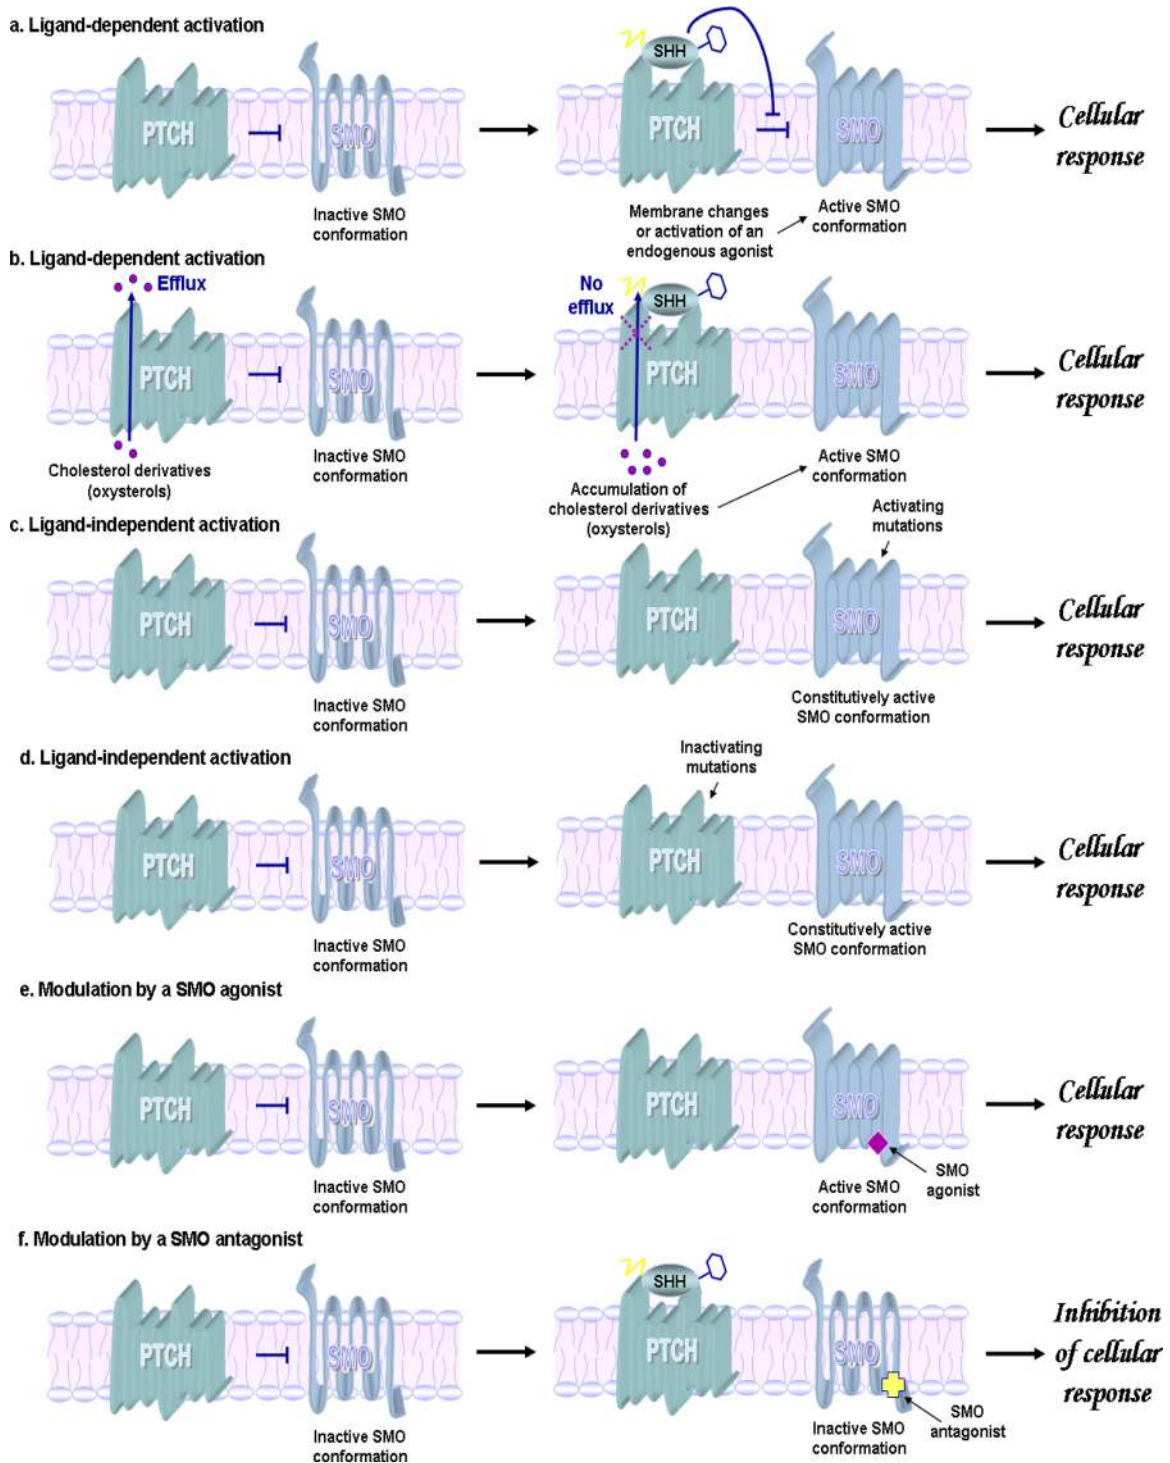 a. Ligand-dependent activation
SHH
PTCH
SMO
PTCH
SMO
Cellular
response
Inactive SMO
conformation
Membrane changes
or activation of an
endogenous agonist
Active SMO
conformation
b. Ligand-dependent activation
Efflux
No
efflux
SHH
PTCH
SMO
PTCH
SMO
Cellular
response
Cholesterol derivatives
(oxysterols)
Inactive SMO
conformation
Accumulation of
cholesterol derivatives
(oxysterols)
Active SMO
conformation
c. Ligand-independent activation
Activating
mutations
PTCH
SMO
PTCH
SMO
Cellular
response
Inactive SMO
conformation
Constitutively active
SMO conformation
d. Ligand-independent activation
Inactivating
mutations
PTCH
SMO
PTCH
SMO
Cellular
response
Inactive SMO
conformation
Constitutively active
SMO conformation
e. Modulation by a SMO agonist
PTCH
SMO
PTCH
SMO
Cellular
response
Inactive SMO
conformation
Active SMO
conformation
SMO
agonist
f. Modulation by a SMO antagonist
SHH
PTCH
SMO
PTCH
SMO
Inhibition
of cellular
response
Inactive SMO
conformation
Inactive SMO
conformation
SMO
antagonist